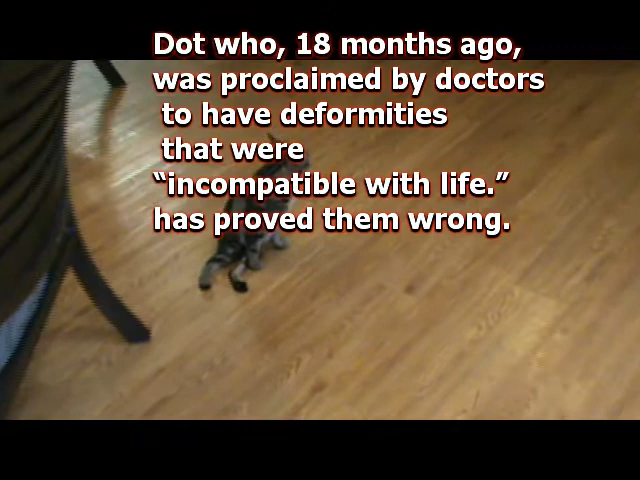 Dot who, 18 months ago,
was proclaimed by doctors
to have deformities
that were
“incompatible with life.”
has proved them wrong.